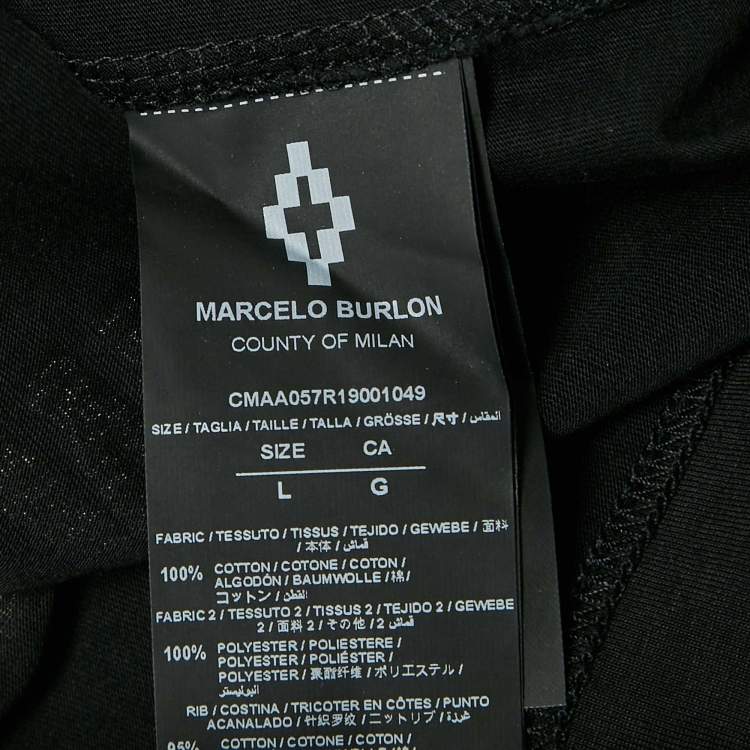 MARCELO BURLON
COUNTY OF MILAN
CMAA057R19001049
SIZE / TAGLIA / TAILLE / TALLA / GRÖSSE / 尺寸 / المقاس
SIZE CA
L G
FABRIC / TESSUTO / TISSUS / TEJIDO / GEWEBE / 面料
/ 本体 / قماش
100% COTTON / COTONE / COTON /
ALGODÓN / BAUMWOLLE / 棉 /
コットン / القطن
FABRIC 2 / TESSUTO 2 / TISSUS 2 / TEJIDO 2 / GEWEBE
2 / 面料 2 / その他 / قماش 2
100% POLYESTER / POLIESTERE /
POLYESTER / POLIÉSTER /
POLYESTER / 聚酯纤维 / ポリエステル /
البوليستر
RIB / COSTINA / TRICOTER EN CÔTES / PUNTO
ACANALADO / 针织罗纹 / ニットリブ /
95% COTTON / COTONE / COTON /